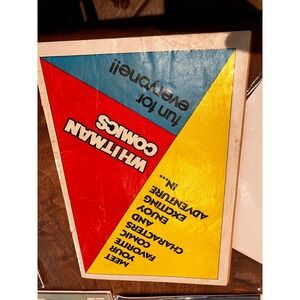 MEET
YOUR
FAVORITE
COMIC
CHARACTERS
AND
ENJOY
EXCITING
ADVENTURE
IN....
WHITMAN
COMICS
fun for
everyone!!